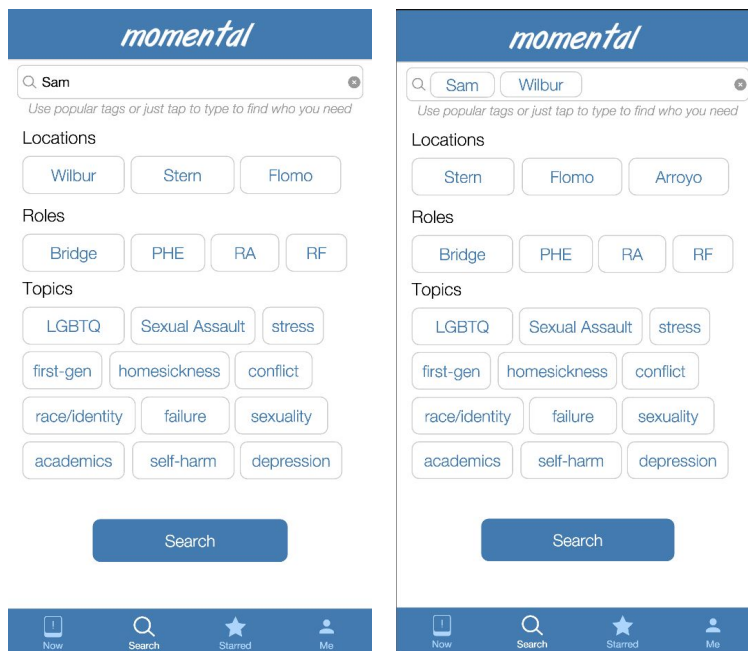 momental
Sam
Use popular tags or just tap to type to find who you need
Locations
Wilbur Stern Flomo
Roles
Bridge PHE RA RF
Topics
LGBTQ Sexual Assault stress
first-gen homesickness conflict
race/identity failure sexuality
academics self-harm depression
Search
Now Search Starred Me
momental
Sam Wilbur
Use popular tags or just tap to type to find who you need
Locations
Stern Flomo Arroyo
Roles
Bridge PHE RA RF
Topics
LGBTQ Sexual Assault stress
first-gen homesickness conflict
race/identity failure sexuality
academics self-harm depression
Search
Now Search Starred Me